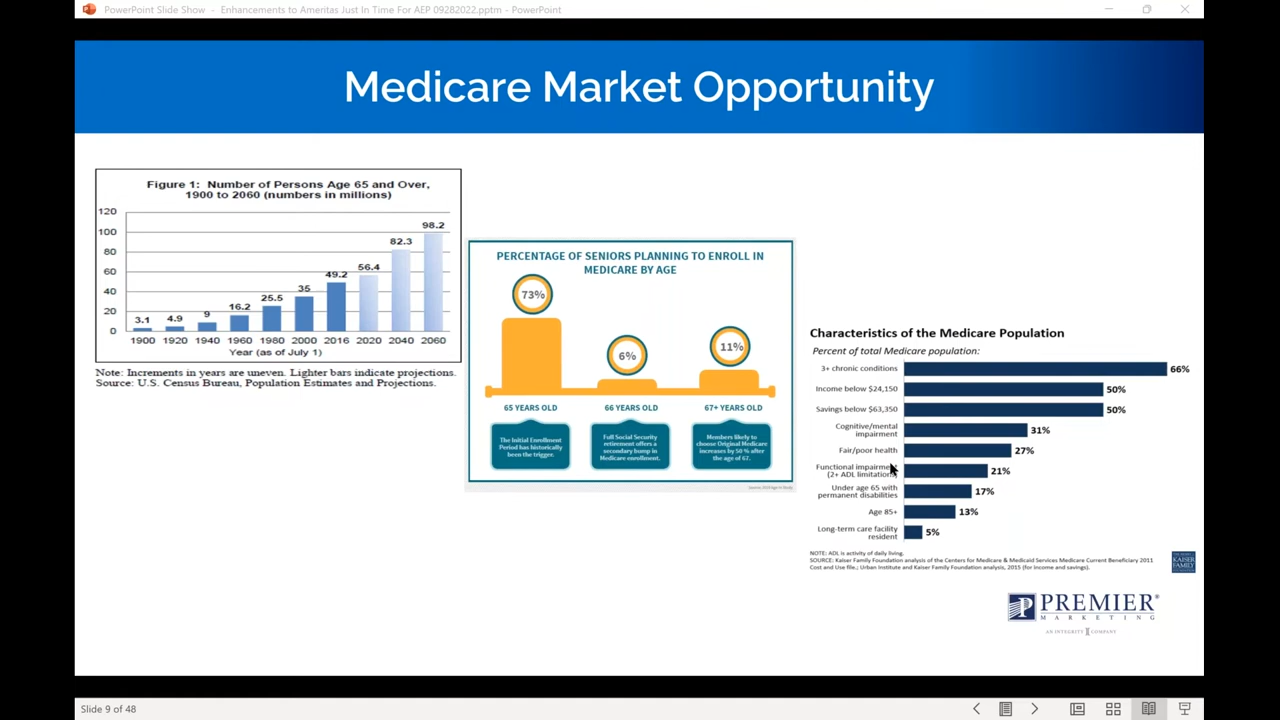 PowerPoint Slide Show - Enhancements to Ameritas Just In Time For AEP 09282022.pptm - PowerPoint
Medicare Market Opportunity
Figure 1: Number of Persons Age 65 and Over,
1900 to 2060 (numbers in millions)
120
100
80
60
40
20
0
3.1
4.9
9
16.2
25.5
35
49.2
56.4
82.3
98.2
1900 1920 1940 1960 1980 2000 2016 2020 2040 2060
Year (as of July 1)
Note: Increments in years are uneven. Lighter bars indicate projections.
Source: U.S. Census Bureau, Population Estimates and Projections.
PERCENTAGE OF SENIORS PLANNING TO ENROLL IN
MEDICARE BY AGE
73%
6%
11%
65 YEARS OLD
66 YEARS OLD
67+ YEARS OLD
The Initial Enrollment
Period has historically
been the trigger.
Full Social Security
retirement offers a
secondary bump in
Medicare enrollment.
Members likely to
choose Original Medicare
increases by 50 % after
the age of 67.
Characteristics of the Medicare Population
Percent of total Medicare population:
3+ chronic conditions 66%
Income below $24,150 50%
Savings below $63,350 50%
Cognitive/mental
impairment 31%
Fair/poor health 27%
Functional impairment
(2+ ADL limitations) 21%
Under age 65 with
permanent disabilities 17%
Age 85+ 13%
Long-term care facility
resident 5%
NOTE: ADL is activity of daily living.
SOURCE: Kaiser Family Foundation analysis of the Centers for Medicare & Medicaid Services Medicare Current Beneficiary 2011
Cost and Use file.; Urban Institute and Kaiser Family Foundation analysis, 2015 (for income and savings).
KAISER
FAMILY
PREMIER®
MARKETING
AN INTEGRITY COMPANY
Slide 9 of 48